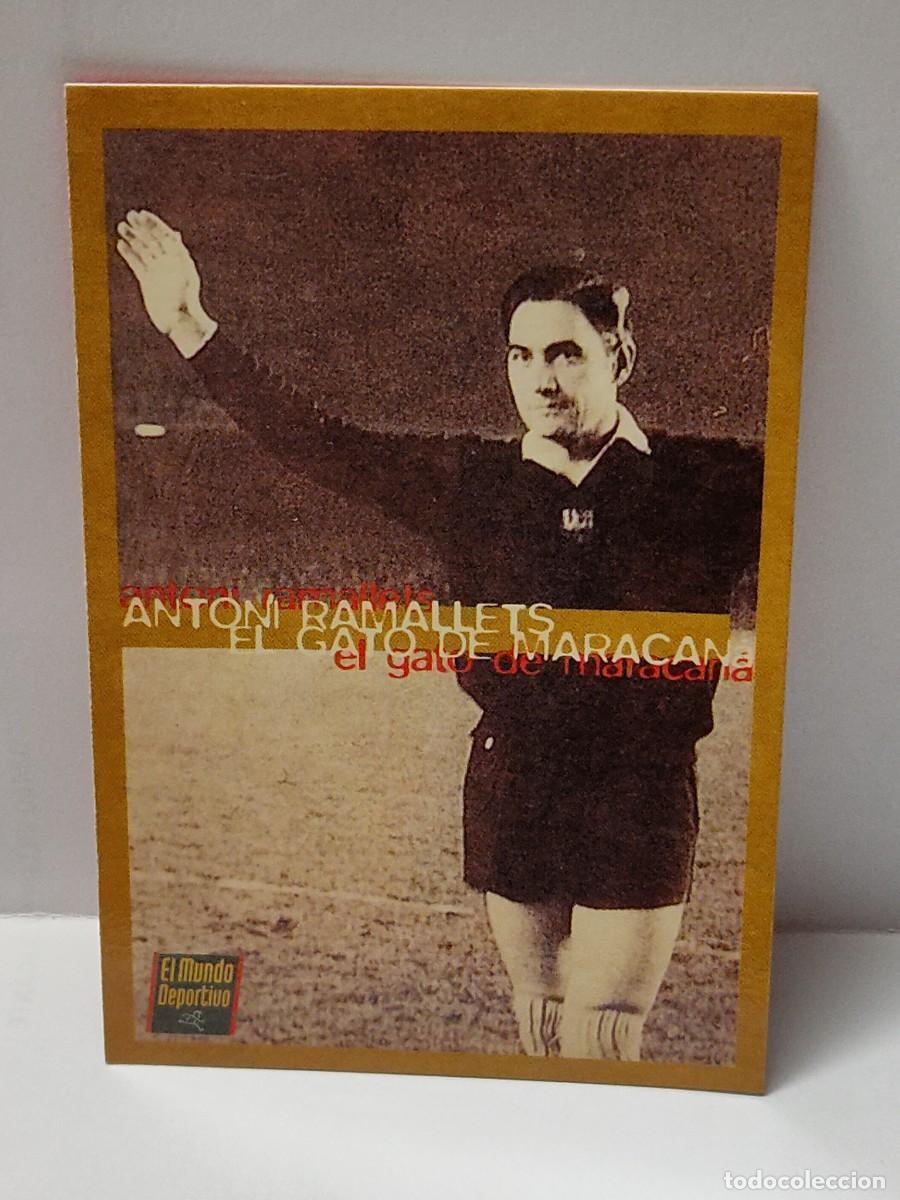 antoni ramallets
ANTONI RAMALLETS
EL GATO DE MARACANÁ
el gato de maracaná
El Mundo
Deportivo
todocoleccion